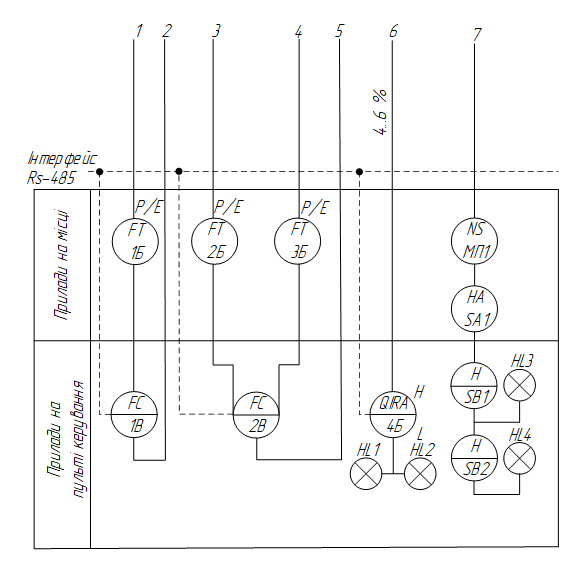 1 2 3 4 5 6 7
4..6 %
Інтерфейс
Rs-485
P/E P/E P/E
Прилади на місці
FT
1Б
FT
2Б
FT
3Б
NS
МП1
HA
SA1
Прилади на
пульті керування
FC
1В
FC
2В
QIRA
4Б
H
L
HL1
HL2
H
SB1
HL3
H
SB2
HL4